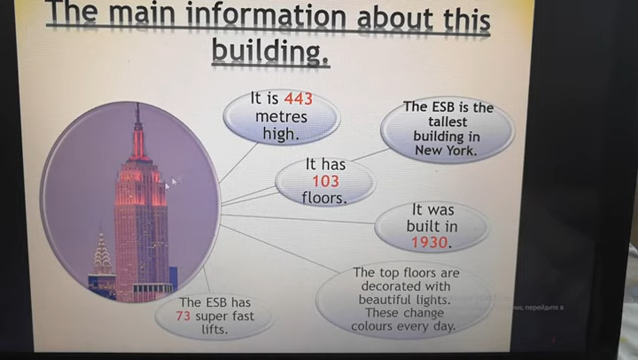 The main information about this
building.
It is 443
metres
high.
The ESB is the
tallest
building in
New York.
It has
103
floors.
It was
built in
1930.
The top floors are
decorated with
beautiful lights.
These change
colours every day.
The ESB has
73 super fast
lifts.
перейдите в